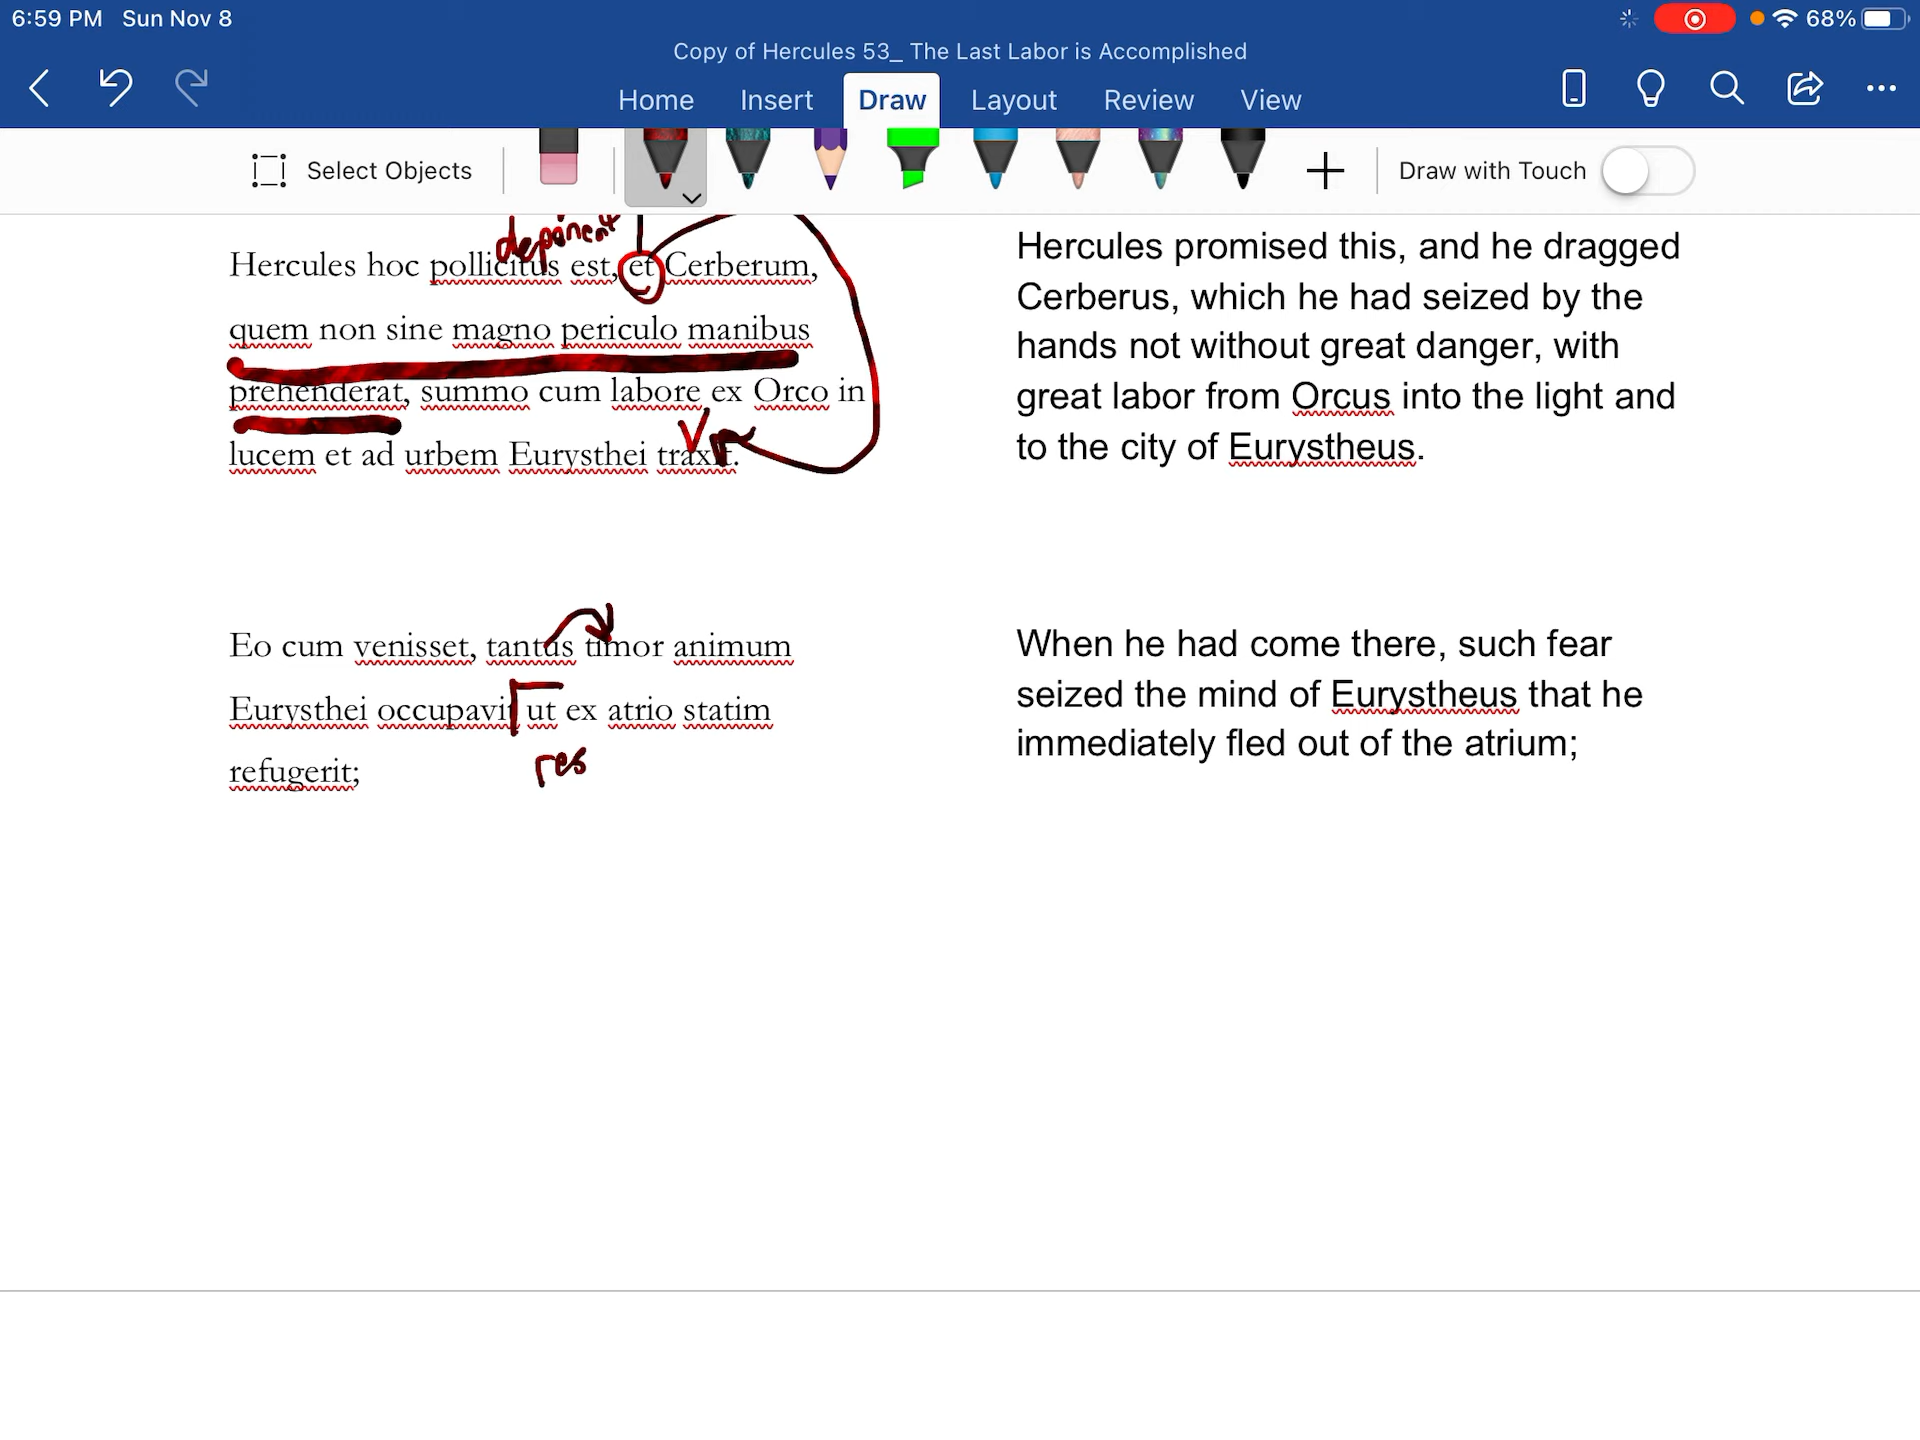 6:59 PM Sun Nov 8
68%
Copy of Hercules 53_ The Last Labor is Accomplished
Home Insert Draw Layout Review View
Select Objects
Draw with Touch
deponent
Hercules hoc pollicitus est, et Cerberum,
quem non sine magno periculo manibus
prehenderat, summo cum labore ex Orco in
V
lucem et ad urbem Eurysthei traxit.
Eo cum venisset, tantus timor animum
Eurysthei occupavit ut ex atrio statim
res
refugerit;
Hercules promised this, and he dragged
Cerberus, which he had seized by the
hands not without great danger, with
great labor from Orcus into the light and
to the city of Eurystheus.
When he had come there, such fear
seized the mind of Eurystheus that he
immediately fled out of the atrium;